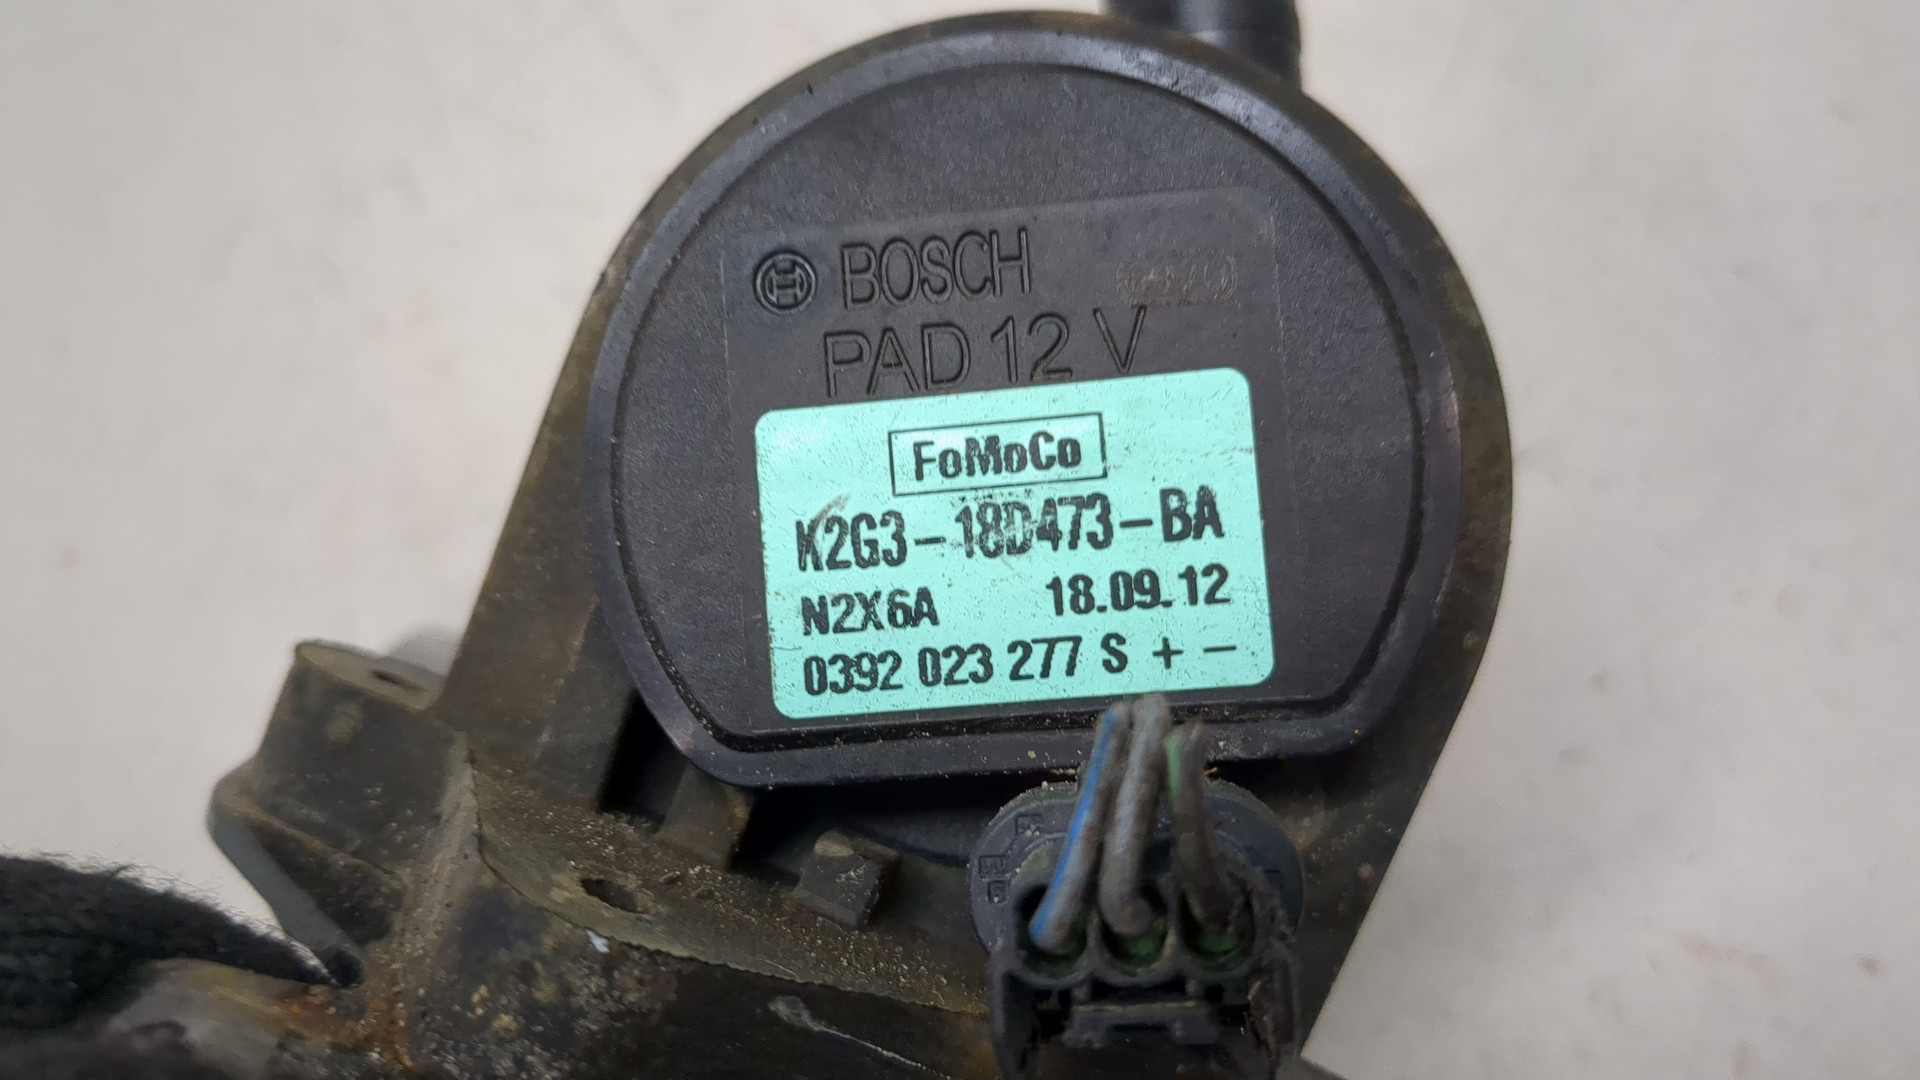 BOSCH
PAD 12 V
FoMoCo
K2G3-18D473-BA
N2X6A 18.09.12
0392 023 277 S + -